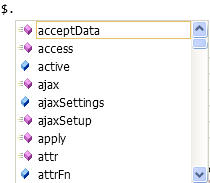 $.
acceptData
access
active
ajax
ajaxSettings
ajaxSetup
apply
attr
attrFn